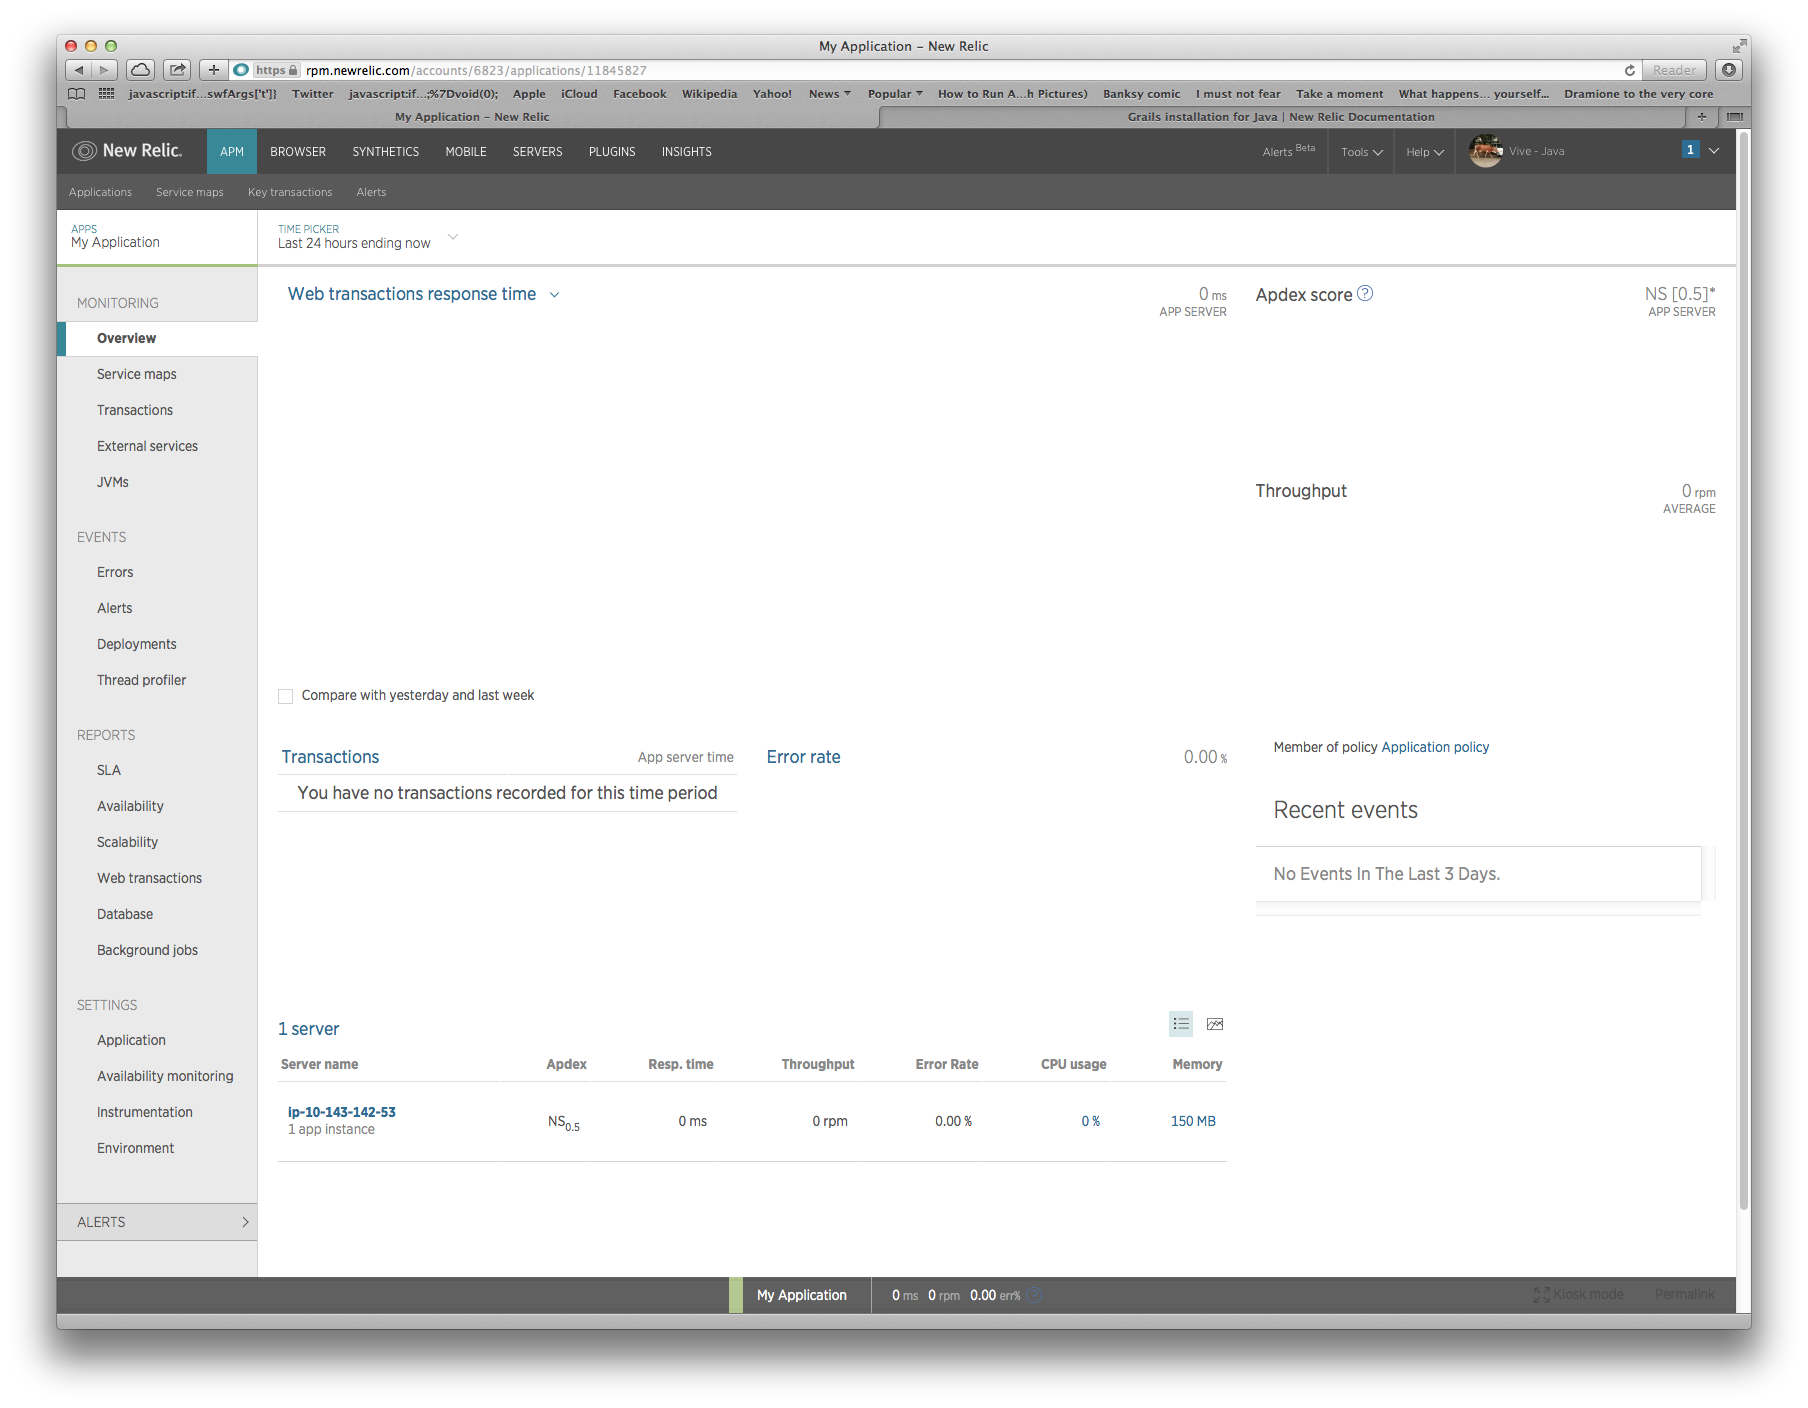 My Application – New Relic
https rpm.newrelic.com/accounts/6823/applications/11845827
Reader
javascript:if...swfArgs['t']} Twitter javascript:if...;%7Dvoid(0); Apple iCloud Facebook Wikipedia Yahoo! News Popular How to Run A...h Pictures) Banksy comic I must not fear Take a moment What happens... yourself... Dramione to the very core
My Application – New Relic
Grails installation for Java | New Relic Documentation
New Relic.
APM BROWSER SYNTHETICS MOBILE SERVERS PLUGINS INSIGHTS
Alerts Beta Tools Help Vive - Java 1
Applications Service maps Key transactions Alerts
APPS
My Application
TIME PICKER
Last 24 hours ending now
MONITORING
Overview
Service maps
Transactions
External services
JVMs
EVENTS
Errors
Alerts
Deployments
Thread profiler
REPORTS
SLA
Availability
Scalability
Web transactions
Database
Background jobs
SETTINGS
Application
Availability monitoring
Instrumentation
Environment
ALERTS
Web transactions response time
0 ms
APP SERVER
Apdex score ?
NS [0.5]*
APP SERVER
Throughput
0 rpm
AVERAGE
Compare with yesterday and last week
Transactions App server time
You have no transactions recorded for this time period
Error rate 0.00 %
Member of policy Application policy
Recent events
No Events In The Last 3 Days.
1 server
Server name Apdex Resp. time Throughput Error Rate CPU usage Memory
ip-10-143-142-53
1 app instance
NS0.5 0 ms 0 rpm 0.00 % 0 % 150 MB
My Application 0 ms 0 rpm 0.00 err% ?
Kiosk mode Permalink